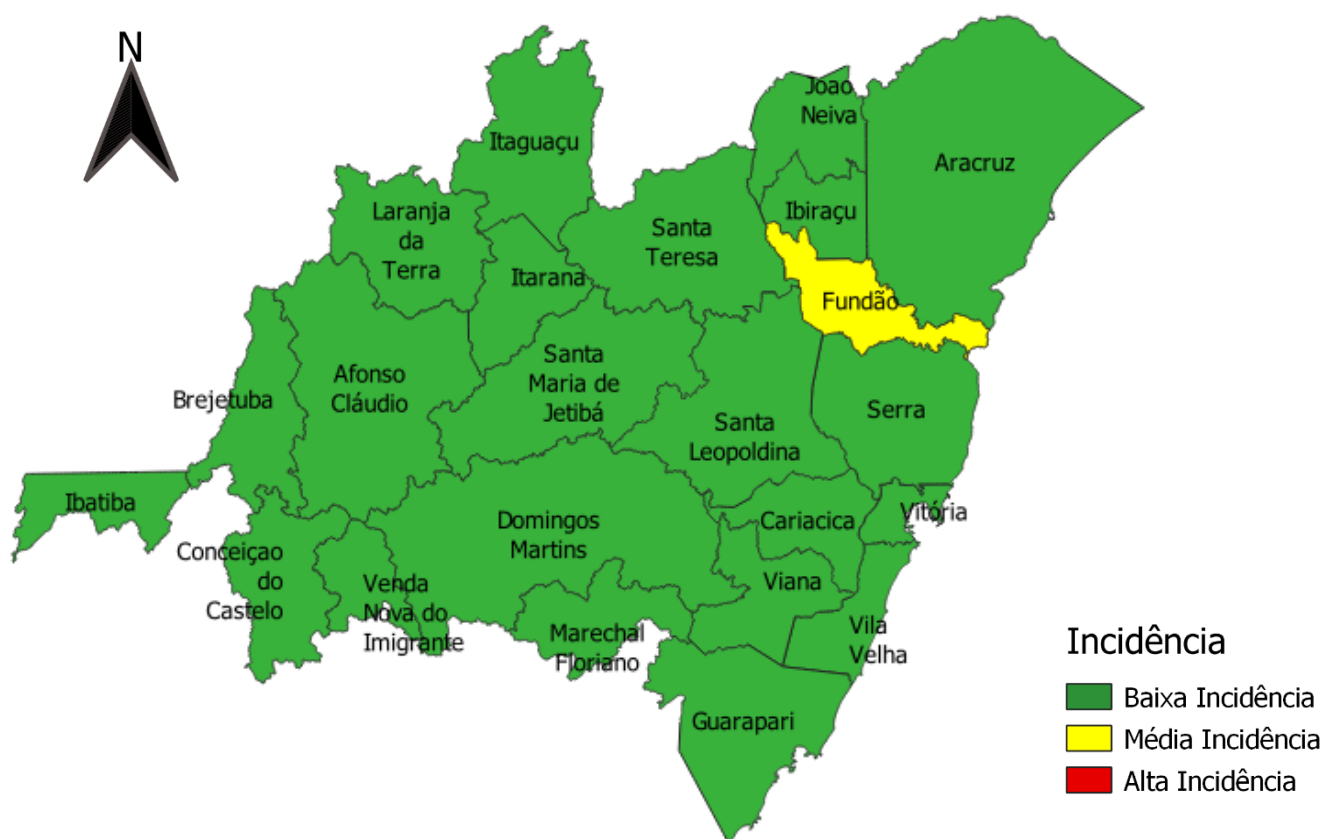 N
Joao
Neiva
Itaguaçu
Aracruz
Laranja
da
Terra
Ibiraçu
Santa
Teresa
Itarana
Fundão
Santa
Maria de
Jetibá
Afonso
Cláudio
Brejetuba
Serra
Santa
Leopoldina
Ibatiba
Vitória
Cariacica
Domingos
Martins
Conceiçao
do
Castelo
Venda
Nova do
Imigrante
Viana
Marechal
Floriano
Vila
Velha
Guarapari
Incidência
Baixa Incidência
Média Incidência
Alta Incidência